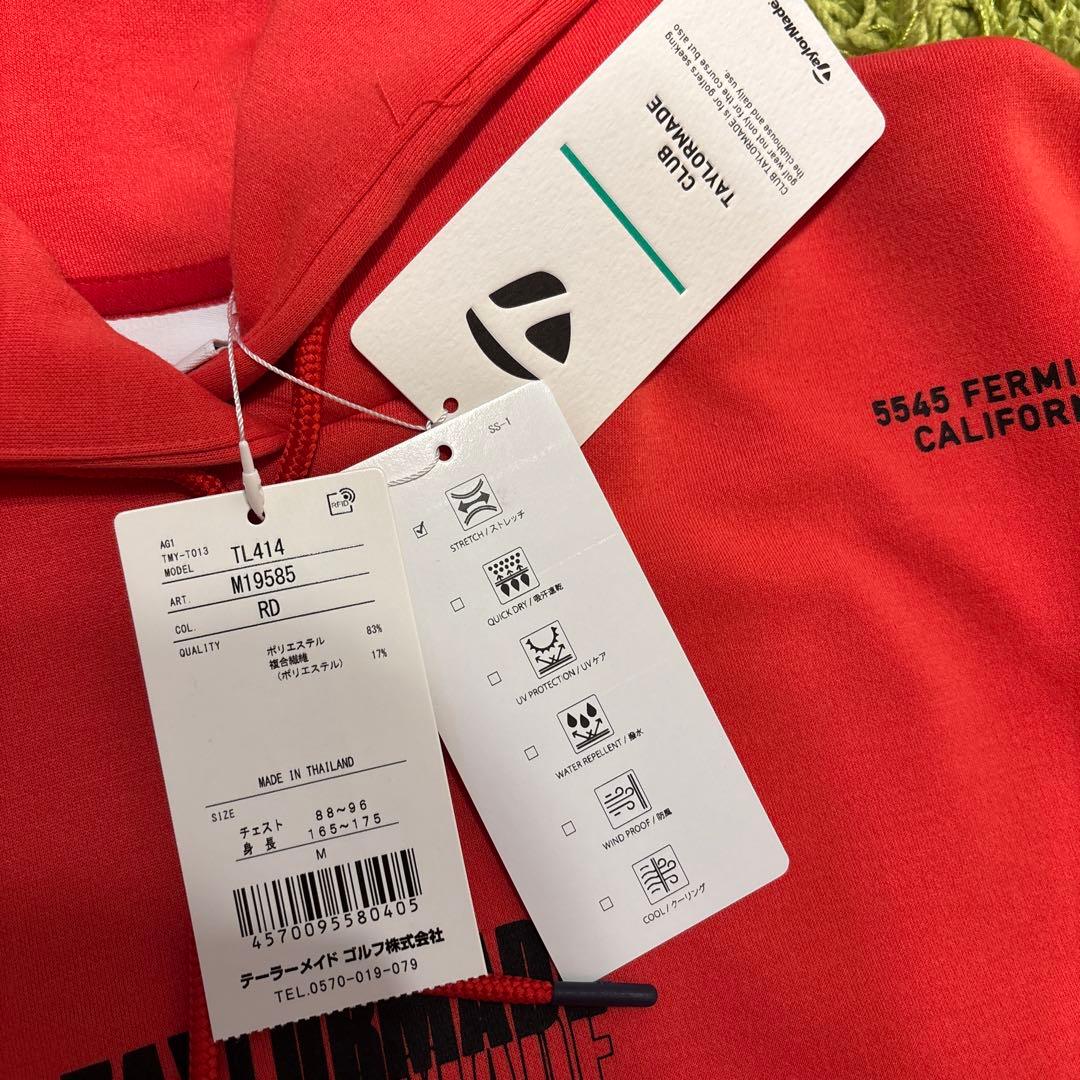 TaylorMade
CLUB TAYLORMADE is for golfers seeking
golf wear not only for the course but also
the clubhouse and daily use.
CLUB
TAYLORMADE
5545 FERMI
CALIFORN
SS-1
STRETCH / ストレッチ
QUICK DRY / 吸汗速乾
UV PROTECTION / UVケア
WATER REPELLENT / 撥水
WIND PROOF / 防風
COOL / クーリング
RFID
AG1
TMY-T013
MODEL TL414
ART. M19585
COL. RD
QUALITY
ポリエステル 83%
複合繊維 17%
(ポリエステル)
MADE IN THAILAND
SIZE
チェスト 88~96
身長 165~175
M
4570095580405
テーラーメイド ゴルフ株式会社
TEL.0570-019-079
TAYLORMADE